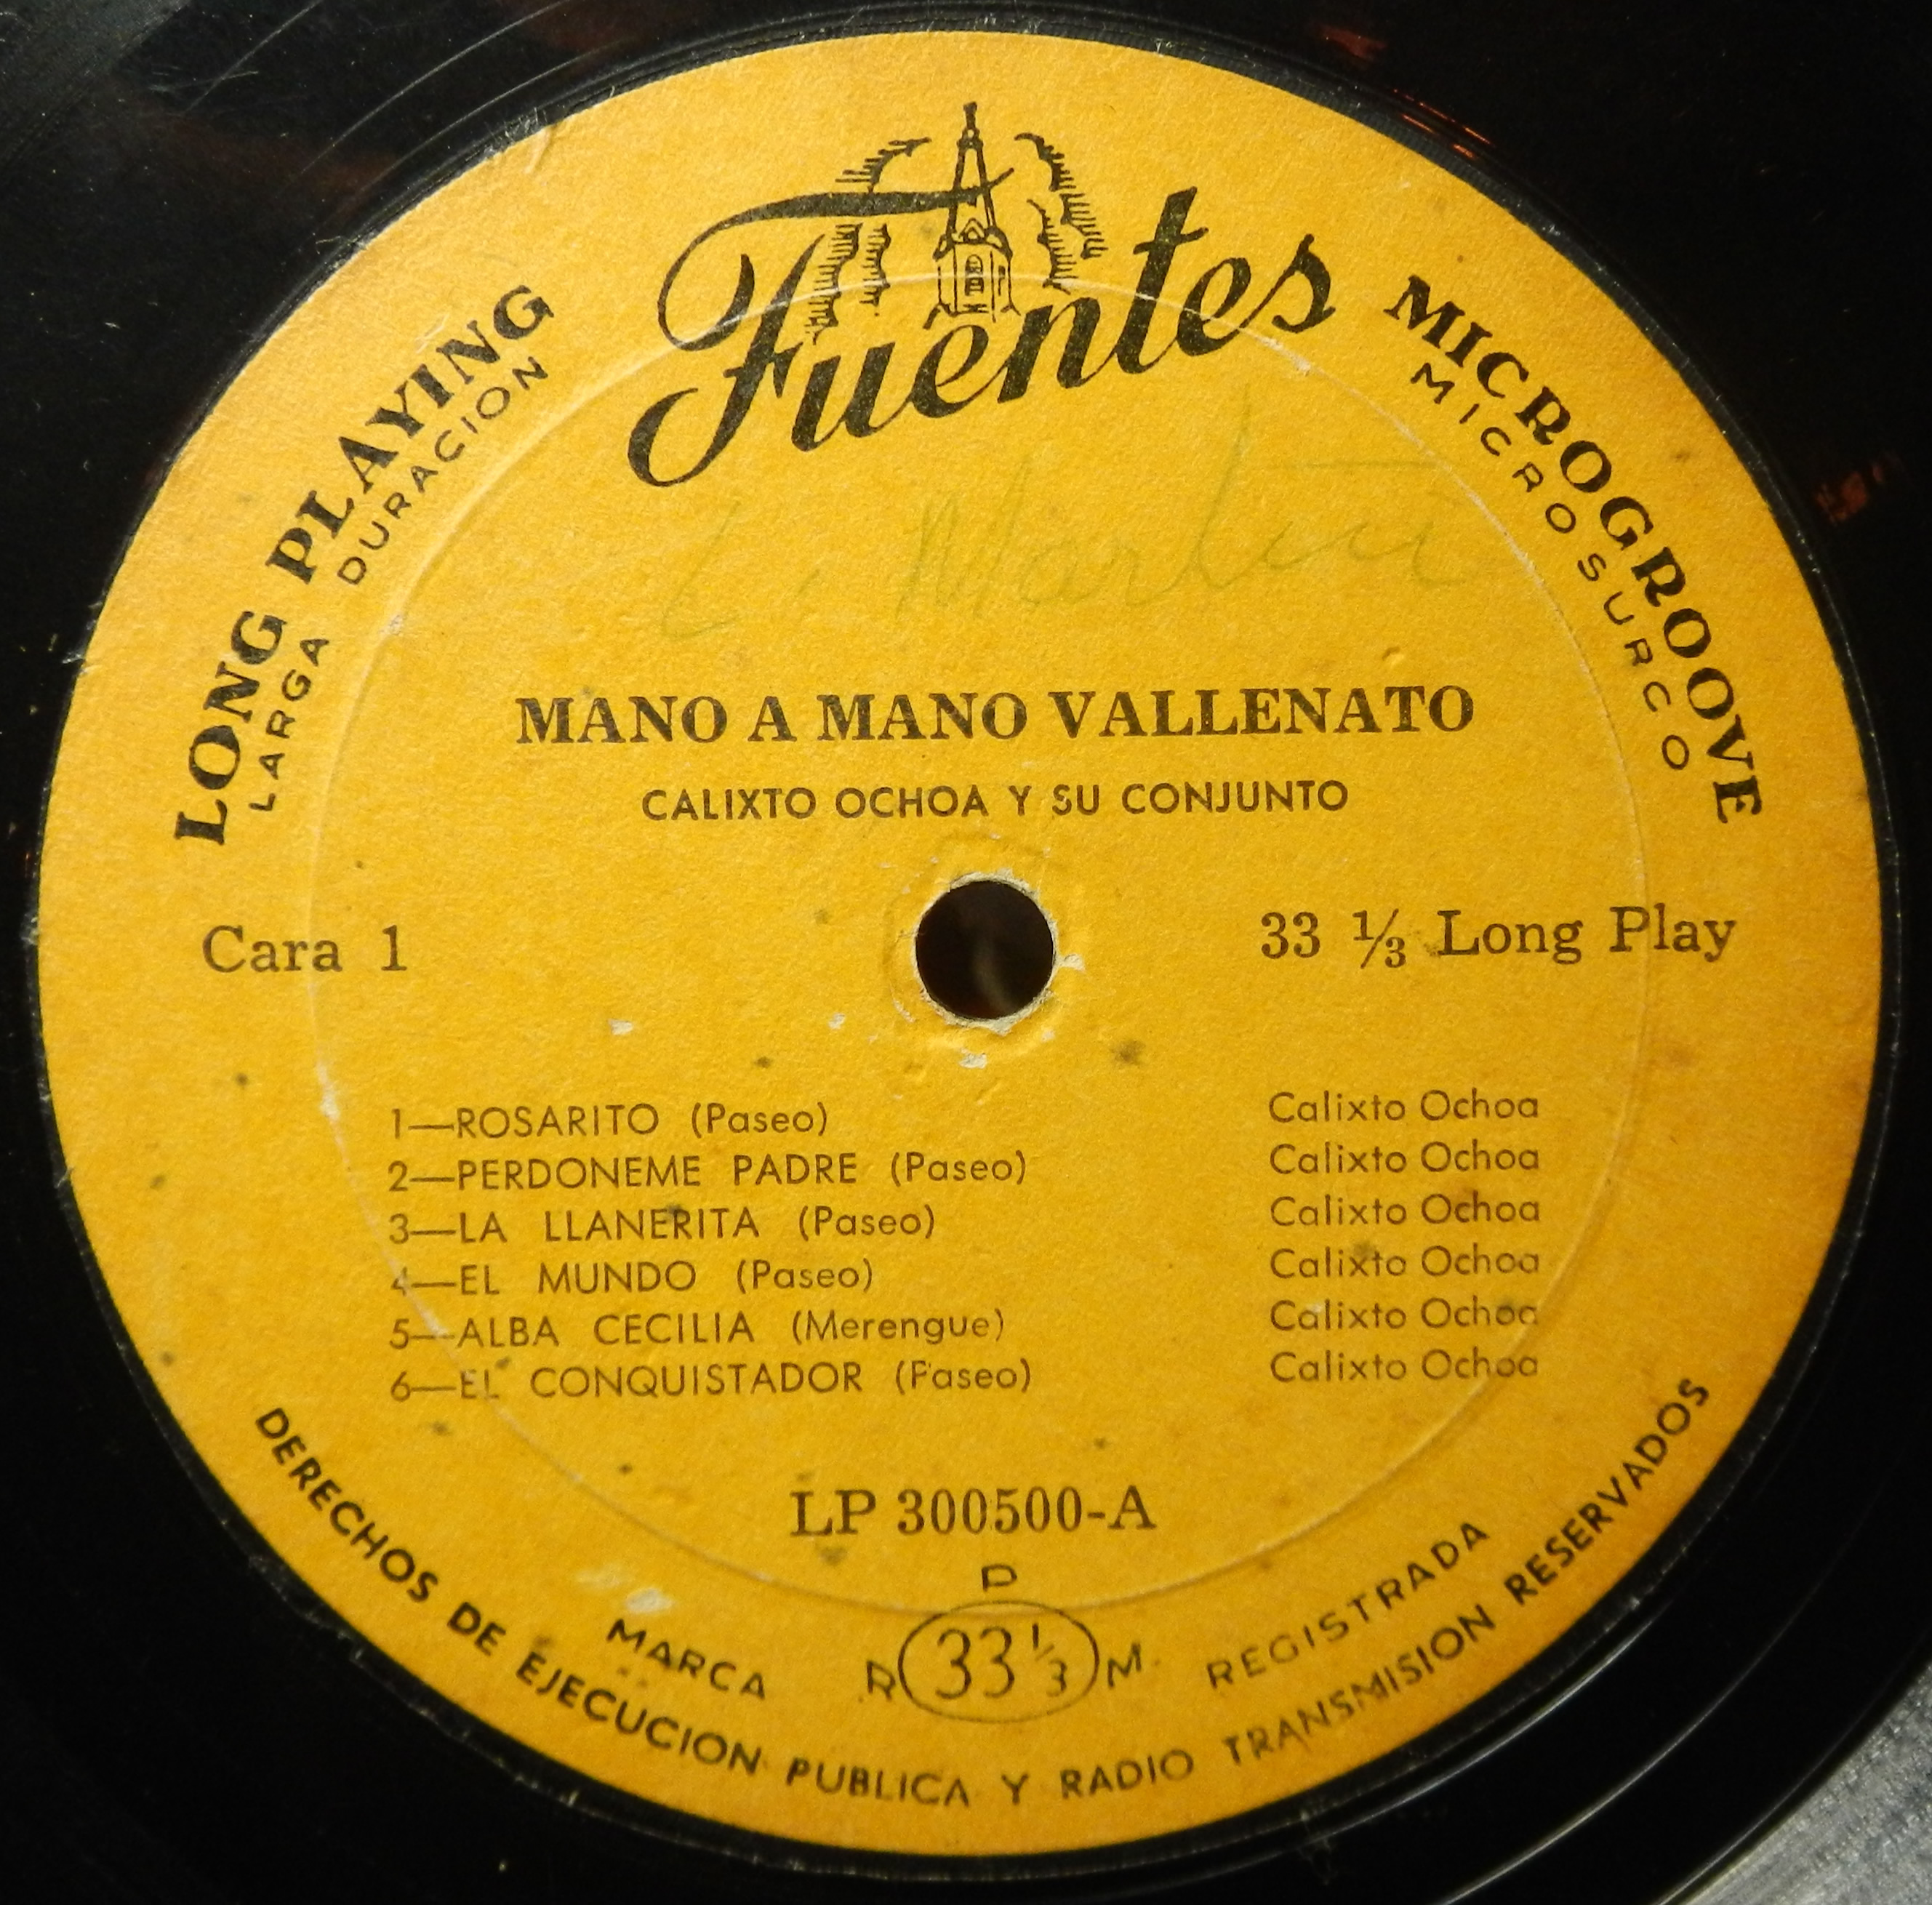 Fuentes
LONG PLAYING
LARGA DURACION
MICROGROOVE
MICROSURCO
MANO A MANO VALLENATO
CALIXTO OCHOA Y SU CONJUNTO
Cara 1
33 ⅓ Long Play
1—ROSARITO (Paseo) Calixto Ochoa
2—PERDONEME PADRE (Paseo) Calixto Ochoa
3—LA LLANERITA (Paseo) Calixto Ochoa
4—EL MUNDO (Paseo) Calixto Ochoa
5—ALBA CECILIA (Merengue) Calixto Ochoa
6—EL CONQUISTADOR (Paseo) Calixto Ochoa
LP 300500-A
MARCA R P M REGISTRADA
33⅓
DERECHOS DE EJECUCION PUBLICA Y RADIO TRANSMISION RESERVADOS